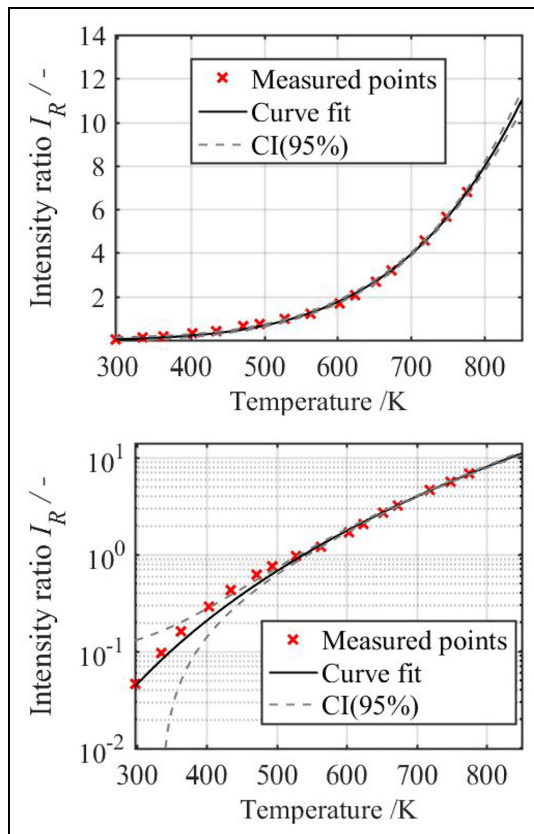 14
12
10
8
6
4
2
Intensity ratio I_R / -
Measured points
Curve fit
CI(95%)
300 400 500 600 700 800
Temperature /K
10^1
10^0
10^-1
10^-2
Intensity ratio I_R / -
Measured points
Curve fit
CI(95%)
300 400 500 600 700 800
Temperature /K